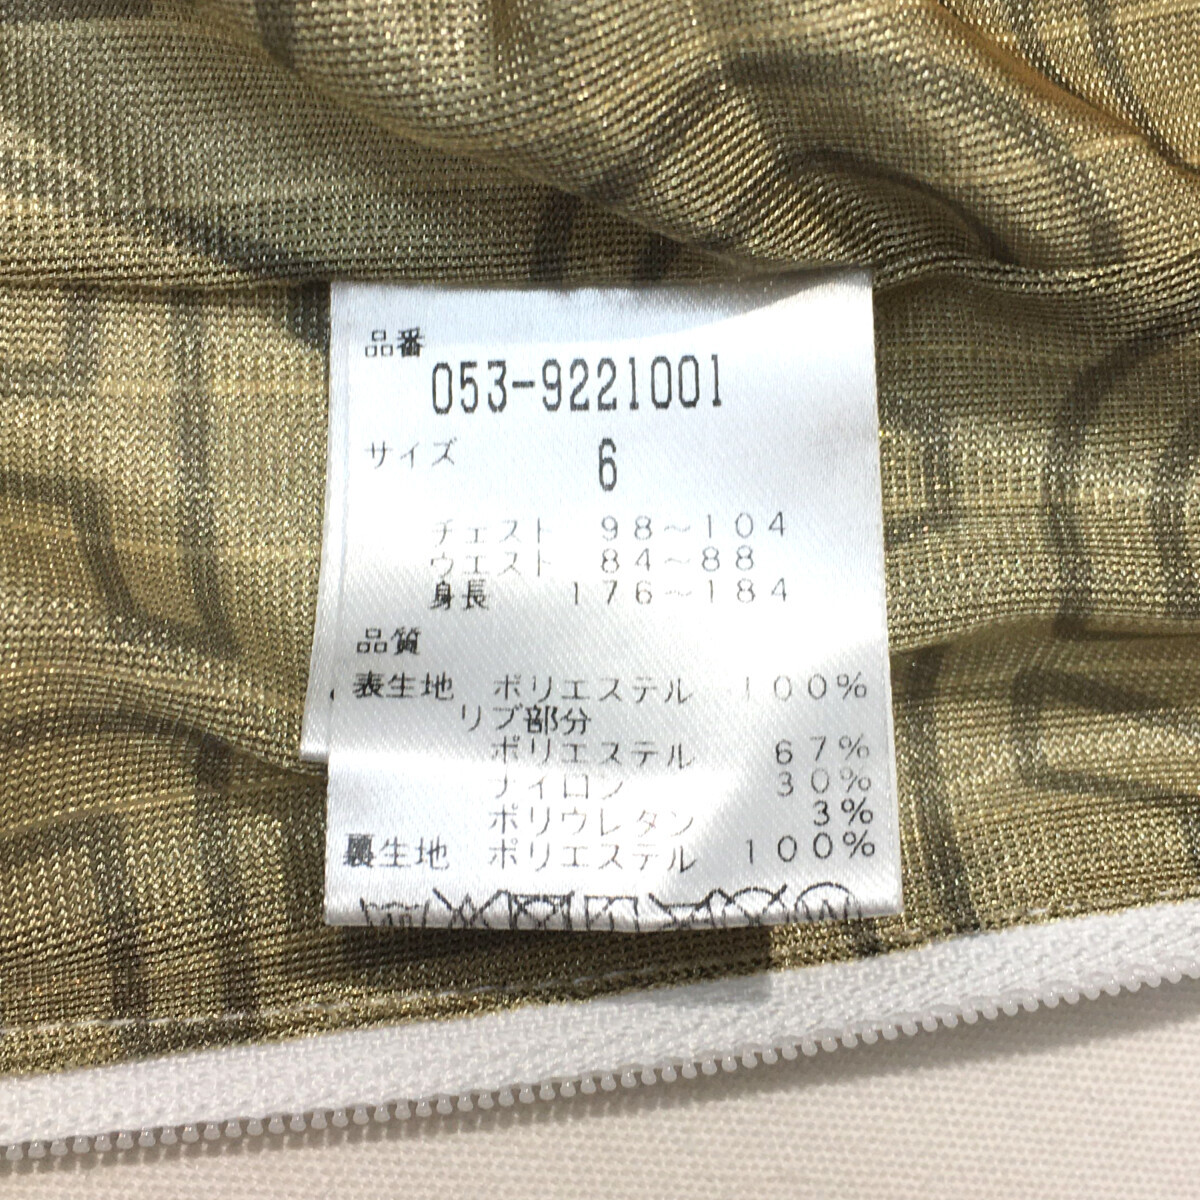 品番
053-9221001
サイズ 6
チェスト 98~104
ウエスト 84~88
身長 176~184
品質
表生地 ポリエステル 100%
リブ部分
ポリエステル 67%
ナイロン 30%
ポリウレタン 3%
裏生地 ポリエステル 100%